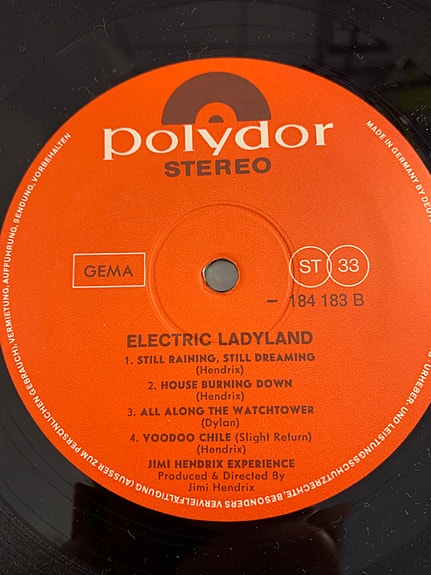 polydor
STEREO
GEMA
ST 33
184 183 B
ELECTRIC LADYLAND
1. STILL RAINING, STILL DREAMING
(Hendrix)
2. HOUSE BURNING DOWN
(Hendrix)
3. ALL ALONG THE WATCHTOWER
(Dylan)
4. VOODOO CHILE (Slight Return)
(Hendrix)
JIMI HENDRIX EXPERIENCE
Produced & Directed By
Jimi Hendrix
MADE IN GERMANY BY
URHEBER- UND LEISTUNGSSCHUTZRECHTE, BESONDERS VERVIELFÄLTIGUNG (AUSSER ZUM PERSÖNLICHEN GEBRAUCH), VERMIETUNG, AUFFÜHRUNG, SENDUNG, VORBEHALTEN